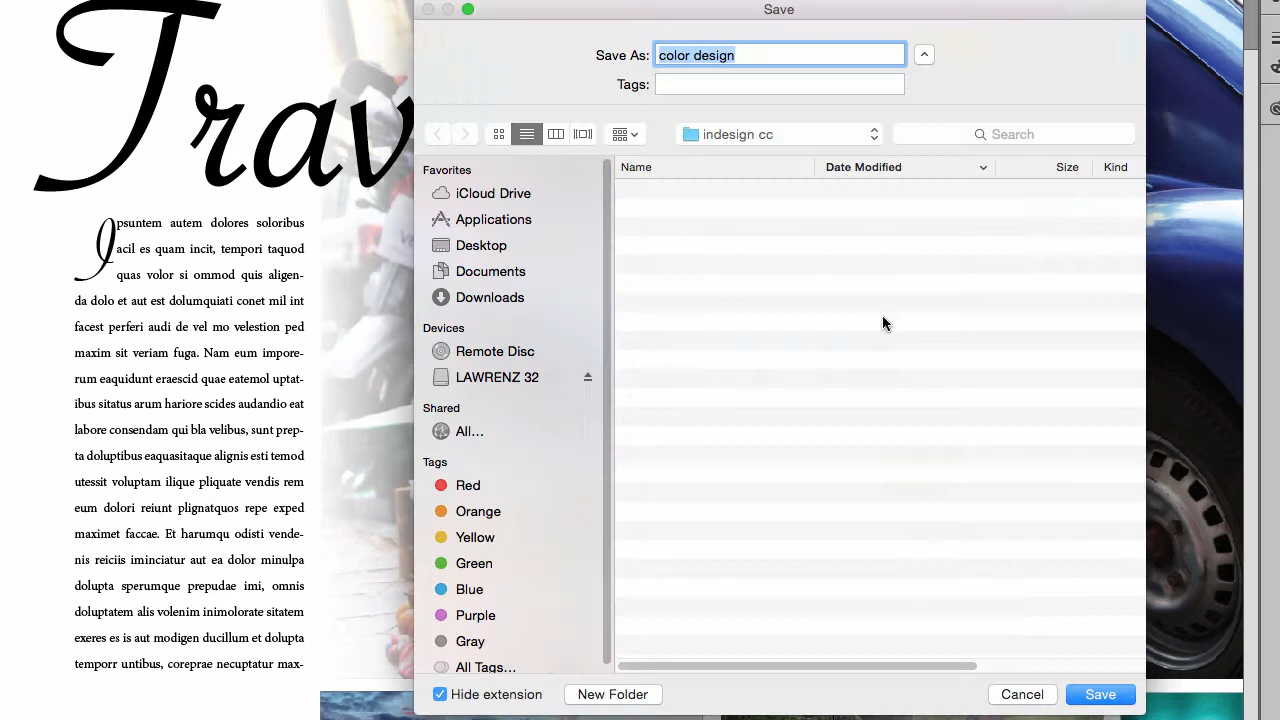 Save
Trav
Save As:
color design
Tags:
indesign cc
Search
Favorites
Name
Date Modified
Size
Kind
iCloud Drive
Applications
Desktop
Documents
Downloads
Devices
Remote Disc
LAWRENZ 32
Shared
All...
Tags
Red
Orange
Yellow
Green
Blue
Purple
Gray
All Tags...
Hide extension
New Folder
Cancel
Save
Ipsuntem autem dolores soloribus
acil es quam incit, tempori taquod
quas volor si ommod quis aligen-
da dolo et aut est dolumquiati conet mil int
facest perferi audi de vel mo velestion ped
maxim sit veriam fuga. Nam eum impore-
rum eaquidunt eraescid quae eatemol uptat-
ibus sitatus arum hariore scides audandio eat
labore consendam qui bla velibus, sunt prep-
ta doluptibus eaquasitaque alignis esti temod
utessit voluptam ilique pliquate vendis rem
eum dolori reiunt plignatquos repe exped
maximet faccae. Et harumqu odisti vende-
nis reiciis iminciatur aut ea dolor minulpa
dolupta sperumque prepudae imi, omnis
doluptatem alis volenim inimolorate sitatem
exeres es is aut modigen ducillum et dolupta
temporr untibus, coreprae necuptatur max-